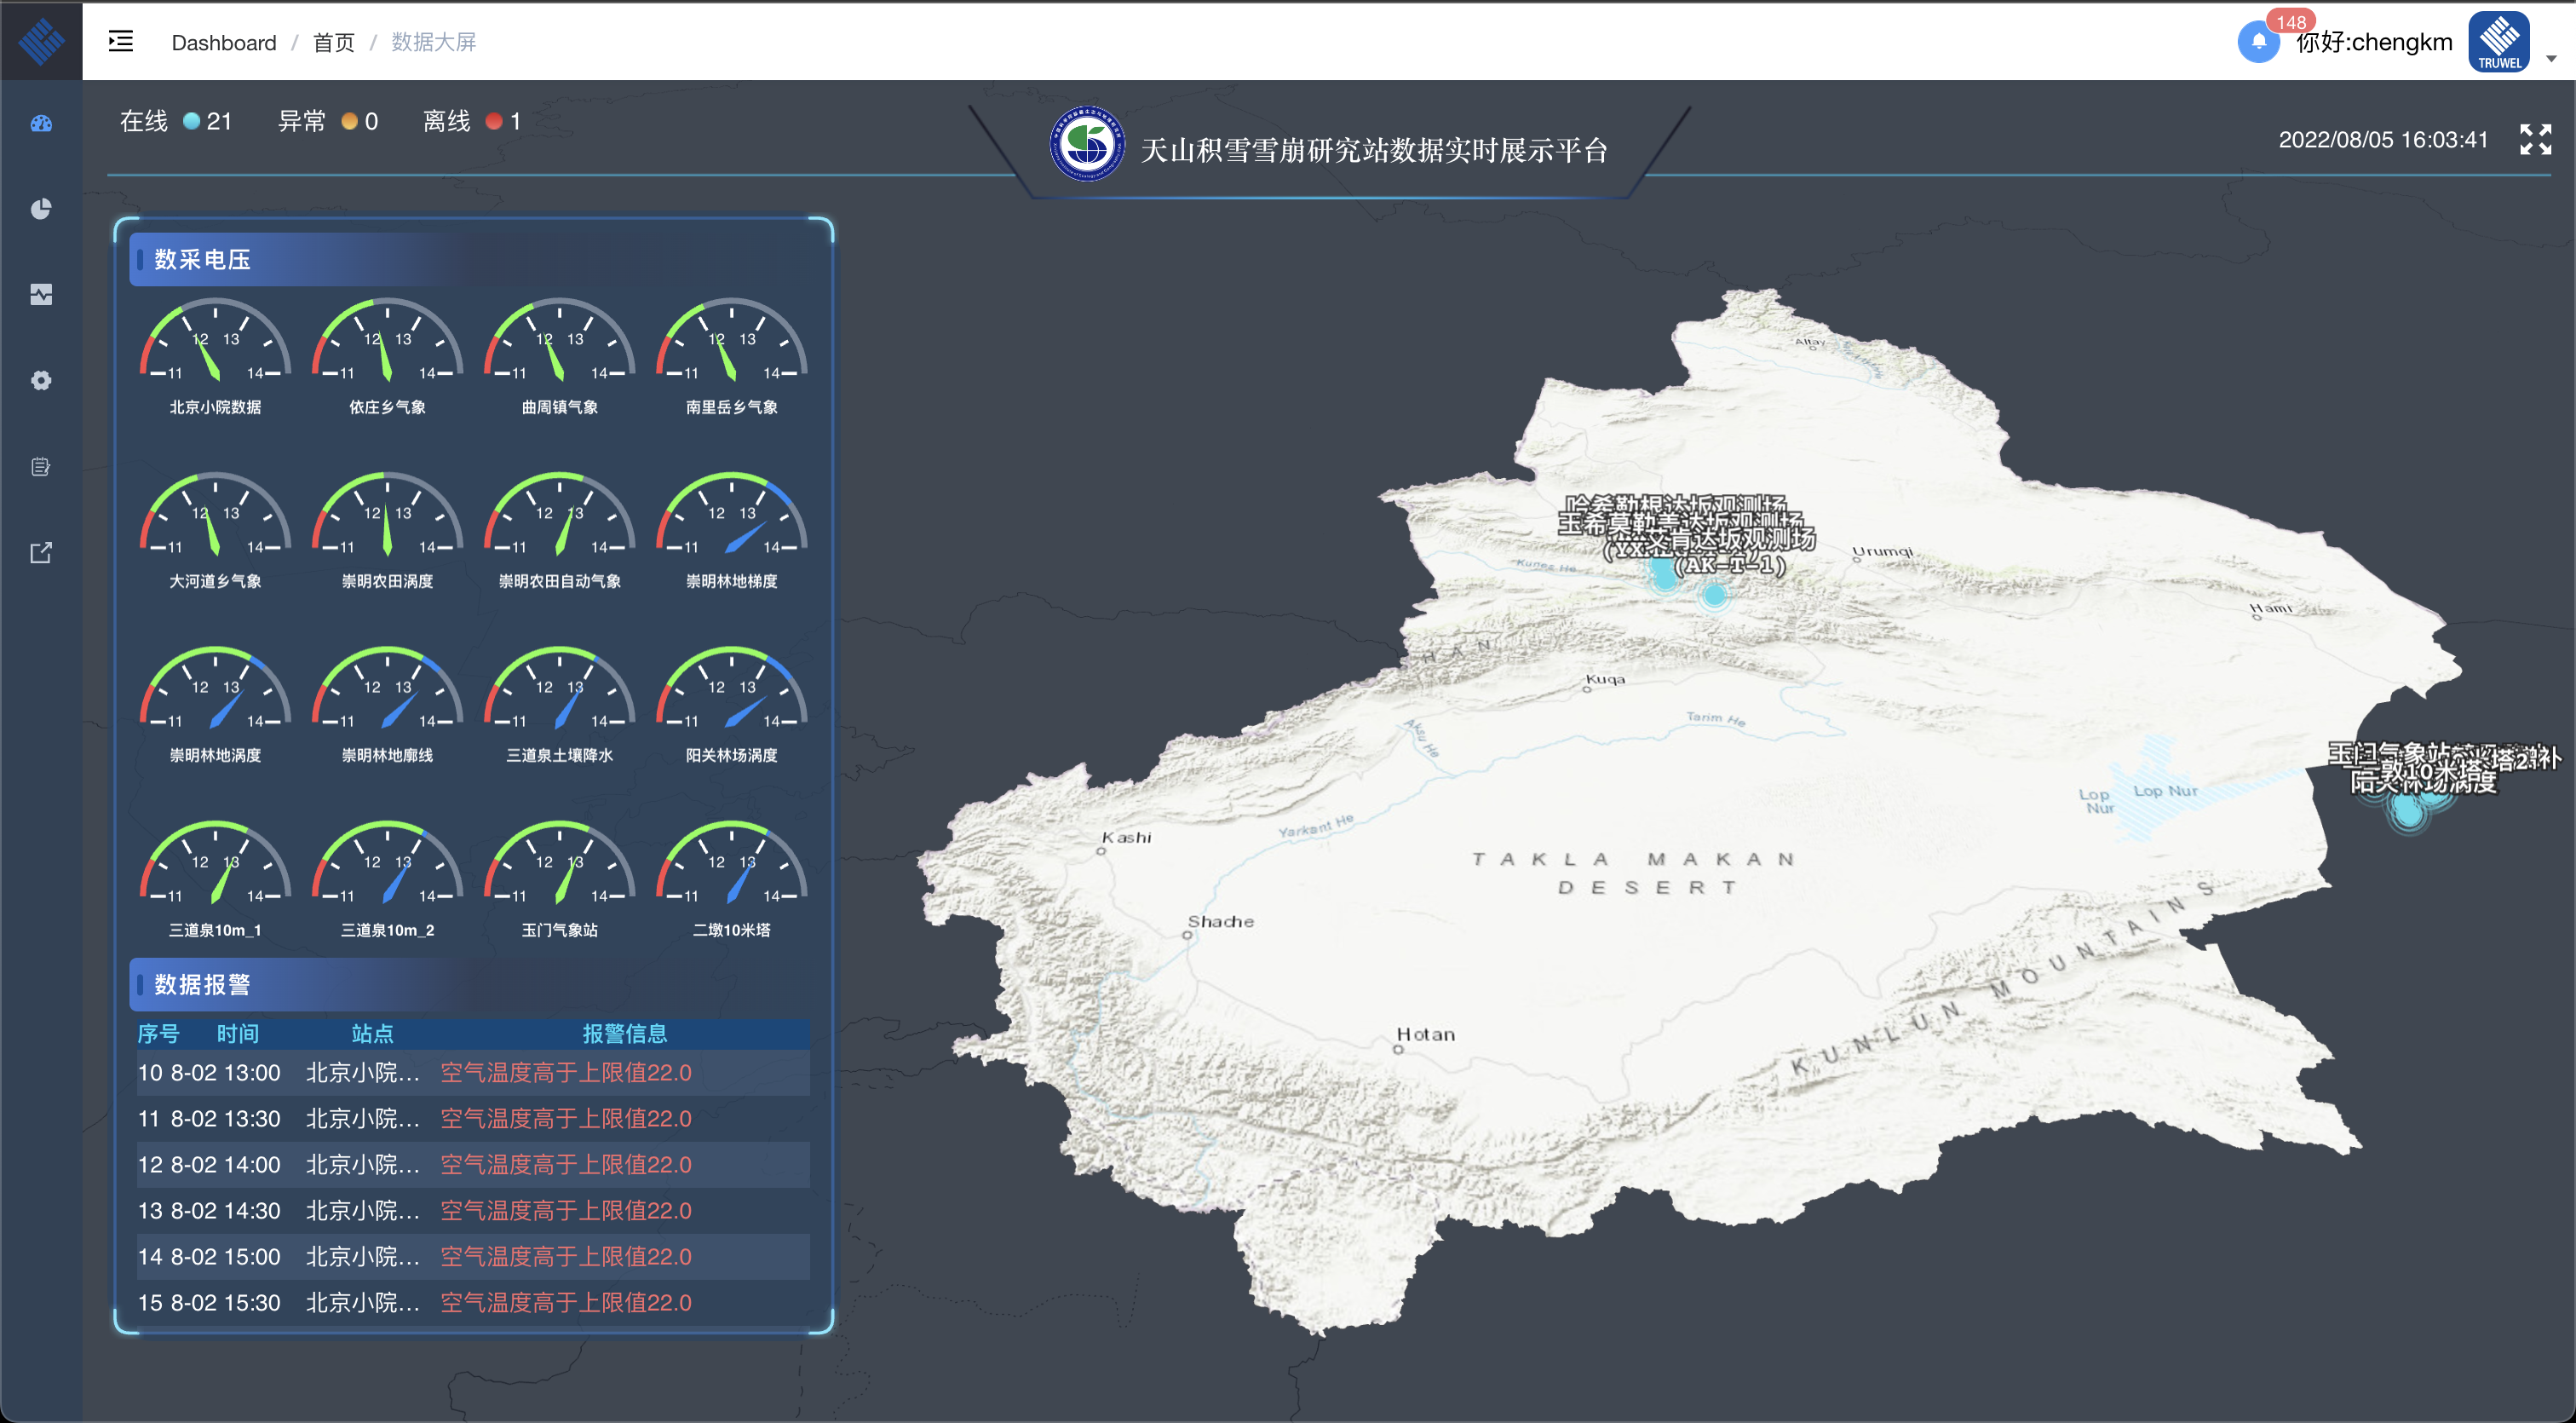 Dashboard / 首页 / 数据大屏
148
你好:chengkm
TRUWEL
在线 21 异常 0 离线 1
天山积雪雪崩研究站数据实时展示平台
2022/08/05 16:03:41
数采电压
11 12 13 14
11 12 13 14
11 12 13 14
11 12 13 14
北京小院数据 依庄乡气象 曲周镇气象 南里岳乡气象
11 12 13 14
11 12 13 14
11 12 13 14
11 12 13 14
大河道乡气象 崇明农田涡度 崇明农田自动气象 崇明林地梯度
11 12 13 14
11 12 13 14
11 12 13 14
11 12 13 14
崇明林地涡度 崇明林地廓线 三道泉土壤降水 阳关林场涡度
11 12 13 14
11 12 13 14
11 12 13 14
11 12 13 14
三道泉10m_1 三道泉10m_2 玉门气象站 二墩10米塔
数据报警
序号 时间 站点 报警信息
10 8-02 13:00 北京小院... 空气温度高于上限值22.0
11 8-02 13:30 北京小院... 空气温度高于上限值22.0
12 8-02 14:00 北京小院... 空气温度高于上限值22.0
13 8-02 14:30 北京小院... 空气温度高于上限值22.0
14 8-02 15:00 北京小院... 空气温度高于上限值22.0
15 8-02 15:30 北京小院... 空气温度高于上限值22.0
Altay
哈希勒根达坂观测场
玉希莫勒盖达坂观测场
艾肯达坂观测场
(AK-T-1)
Urumqi
Kunes He
Hami
H A N
Kuqa
Aksu He
Tarim He
玉门气象站
二墩10米塔
阳关林场涡度
Lop Nur
Lop Nur
Kashi
Yarkant He
TAKLA MAKAN
DESERT
Shache
Hotan
KUNLUN MOUNTAINS